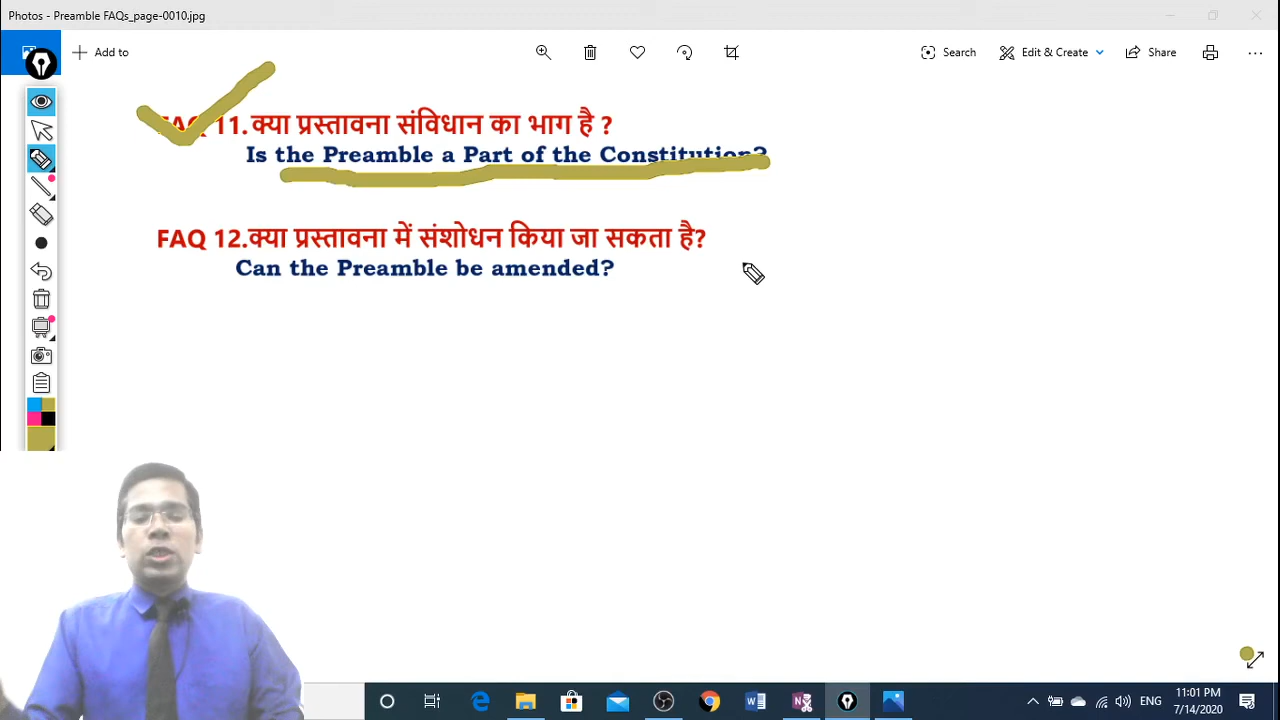 Photos - Preamble FAQs_page-0010.jpg
Add to
Search
Edit & Create
Share
FAQ 11. क्या प्रस्तावना संविधान का भाग है ?
Is the Preamble a Part of the Constitution?
FAQ 12.क्या प्रस्तावना में संशोधन किया जा सकता है?
Can the Preamble be amended?
ENG
11:01 PM
7/14/2020